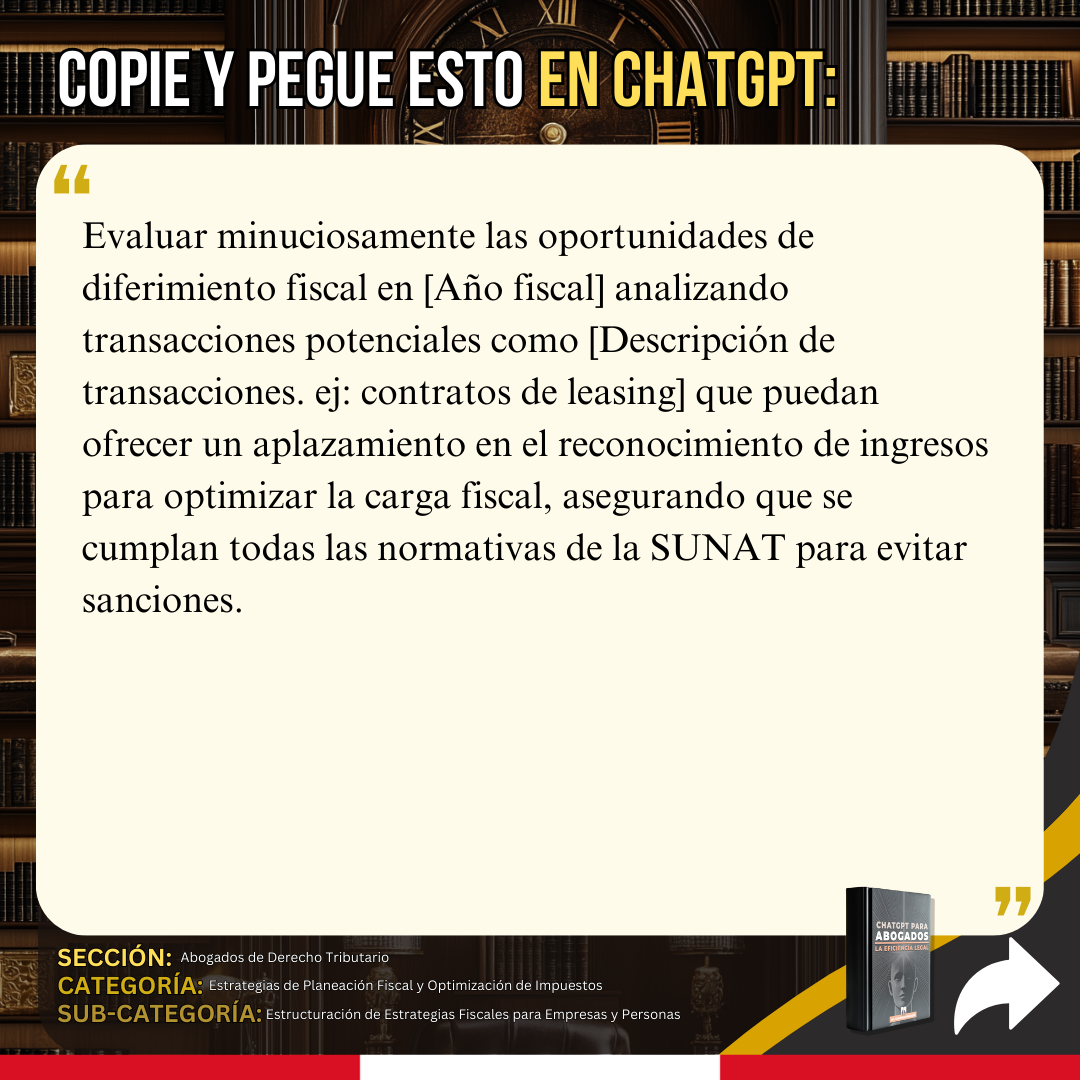 COPIE Y PEGUE ESTO EN CHATGPT:
“
Evaluar minuciosamente las oportunidades de
diferimiento fiscal en [Año fiscal] analizando
transacciones potenciales como [Descripción de
transacciones. ej: contratos de leasing] que puedan
ofrecer un aplazamiento en el reconocimiento de ingresos
para optimizar la carga fiscal, asegurando que se
cumplan todas las normativas de la SUNAT para evitar
sanciones.
”
CHATGPT PARA
ABOGADOS
LA EFICIENCIA LEGAL
SECCIÓN: Abogados de Derecho Tributario
CATEGORÍA: Estrategias de Planeación Fiscal y Optimización de Impuestos
SUB-CATEGORÍA: Estructuración de Estrategias Fiscales para Empresas y Personas